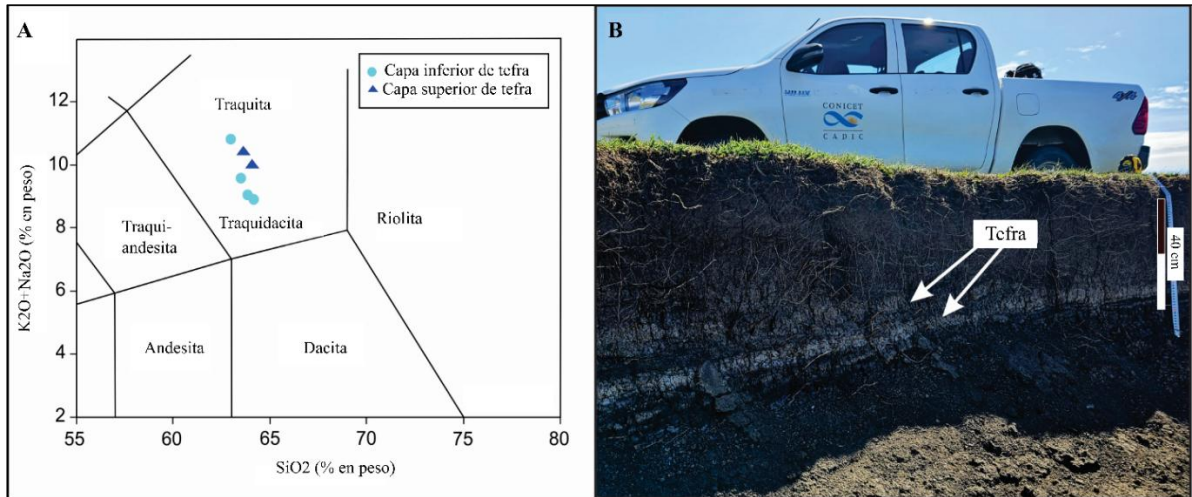 A
Capa inferior de tefra
Capa superior de tefra
Traquita
Traquidacita
Traqui-
andesita
Riolita
Andesita
Dacita
K2O+Na2O (% en peso)
12
10
8
6
4
2
55
60
65
70
75
80
SiO2 (% en peso)
B
CONICET
CADIC
4x4
Tefra
40 cm